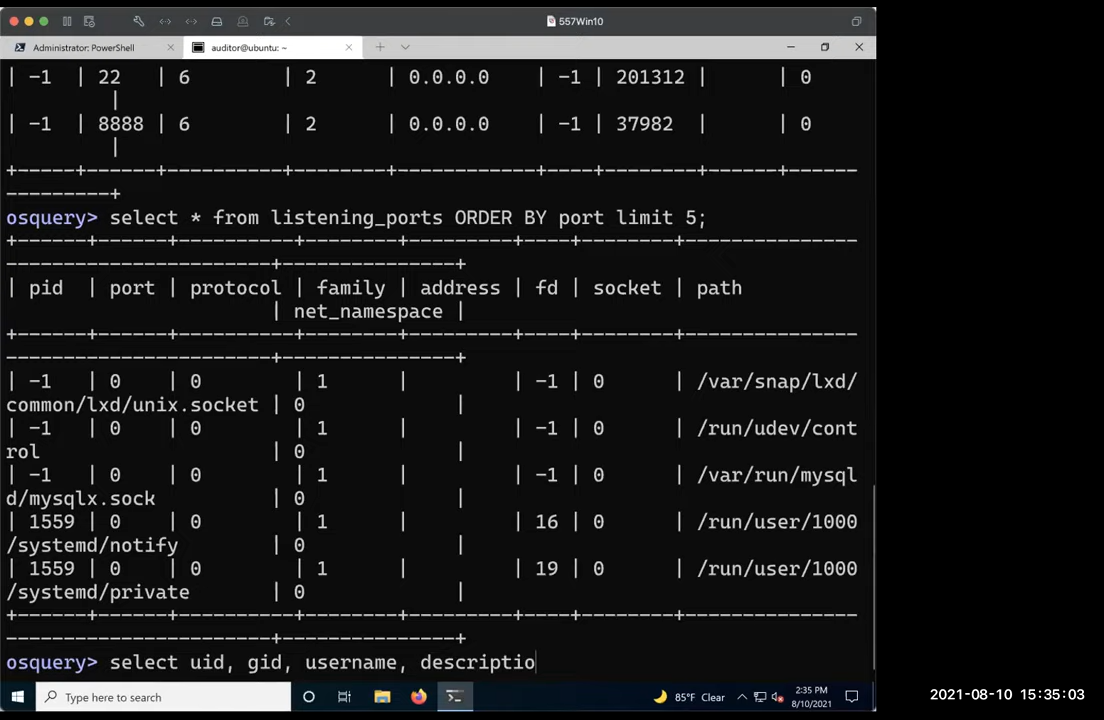 557Win10
Administrator: PowerShell
auditor@ubuntu: ~
| -1  | 22   | 6        | 2      | 0.0.0.0    | -1 | 201312 |      | 0
         |
| -1  | 8888 | 6        | 2      | 0.0.0.0    | -1 | 37982  |      | 0
         |
+-----+------+----------+--------+------------+----+--------+------+-------------
---------+
osquery> select * from listening_ports ORDER BY port limit 5;
+------+------+----------+--------+---------+----+--------+---------------
-----------------------+---------------+
| pid  | port | protocol | family | address | fd | socket | path
                       | net_namespace |
+------+------+----------+--------+---------+----+--------+---------------
-----------------------+---------------+
| -1   | 0    | 0        | 1      |         | -1 | 0      | /var/snap/lxd/
common/lxd/unix.socket | 0             |
| -1   | 0    | 0        | 1      |         | -1 | 0      | /run/udev/cont
rol                    | 0             |
| -1   | 0    | 0        | 1      |         | -1 | 0      | /var/run/mysql
d/mysqlx.sock          | 0             |
| 1559 | 0    | 0        | 1      |         | 16 | 0      | /run/user/1000
/systemd/notify        | 0             |
| 1559 | 0    | 0        | 1      |         | 19 | 0      | /run/user/1000
/systemd/private       | 0             |
+------+------+----------+--------+---------+----+--------+---------------
-----------------------+---------------+
osquery> select uid, gid, username, descriptio
Type here to search
85°F Clear
2:35 PM
8/10/2021
2021-08-10 15:35:03